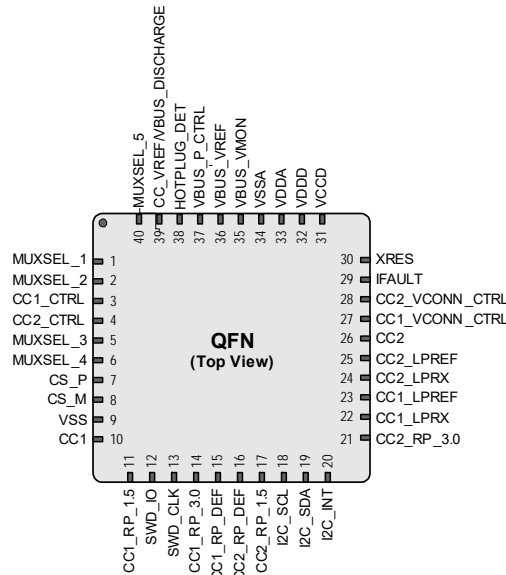 MUXSEL_5
CC_VREF/VBUS_DISCHARGE
HOTPLUG_DET
VBUS_P_CTRL
VBUS_VREF
VBUS_VMON
VSSA
VDDA
VDDD
VCCD
40 39 38 37 36 35 34 33 32 31
MUXSEL_1 1
MUXSEL_2 2
CC1_CTRL 3
CC2_CTRL 4
MUXSEL_3 5
MUXSEL_4 6
CS_P 7
CS_M 8
VSS 9
CC1 10
QFN
(Top View)
30 XRES
29 IFAULT
28 CC2_VCONN_CTRL
27 CC1_VCONN_CTRL
26 CC2
25 CC2_LPREF
24 CC2_LPRX
23 CC1_LPREF
22 CC1_LPRX
21 CC2_RP_3.0
11 12 13 14 15 16 17 18 19 20
CC1_RP_1.5
SWD_IO
SWD_CLK
CC1_RP_3.0
CC1_RP_DEF
CC2_RP_DEF
CC2_RP_1.5
I2C_SCL
I2C_SDA
I2C_INT